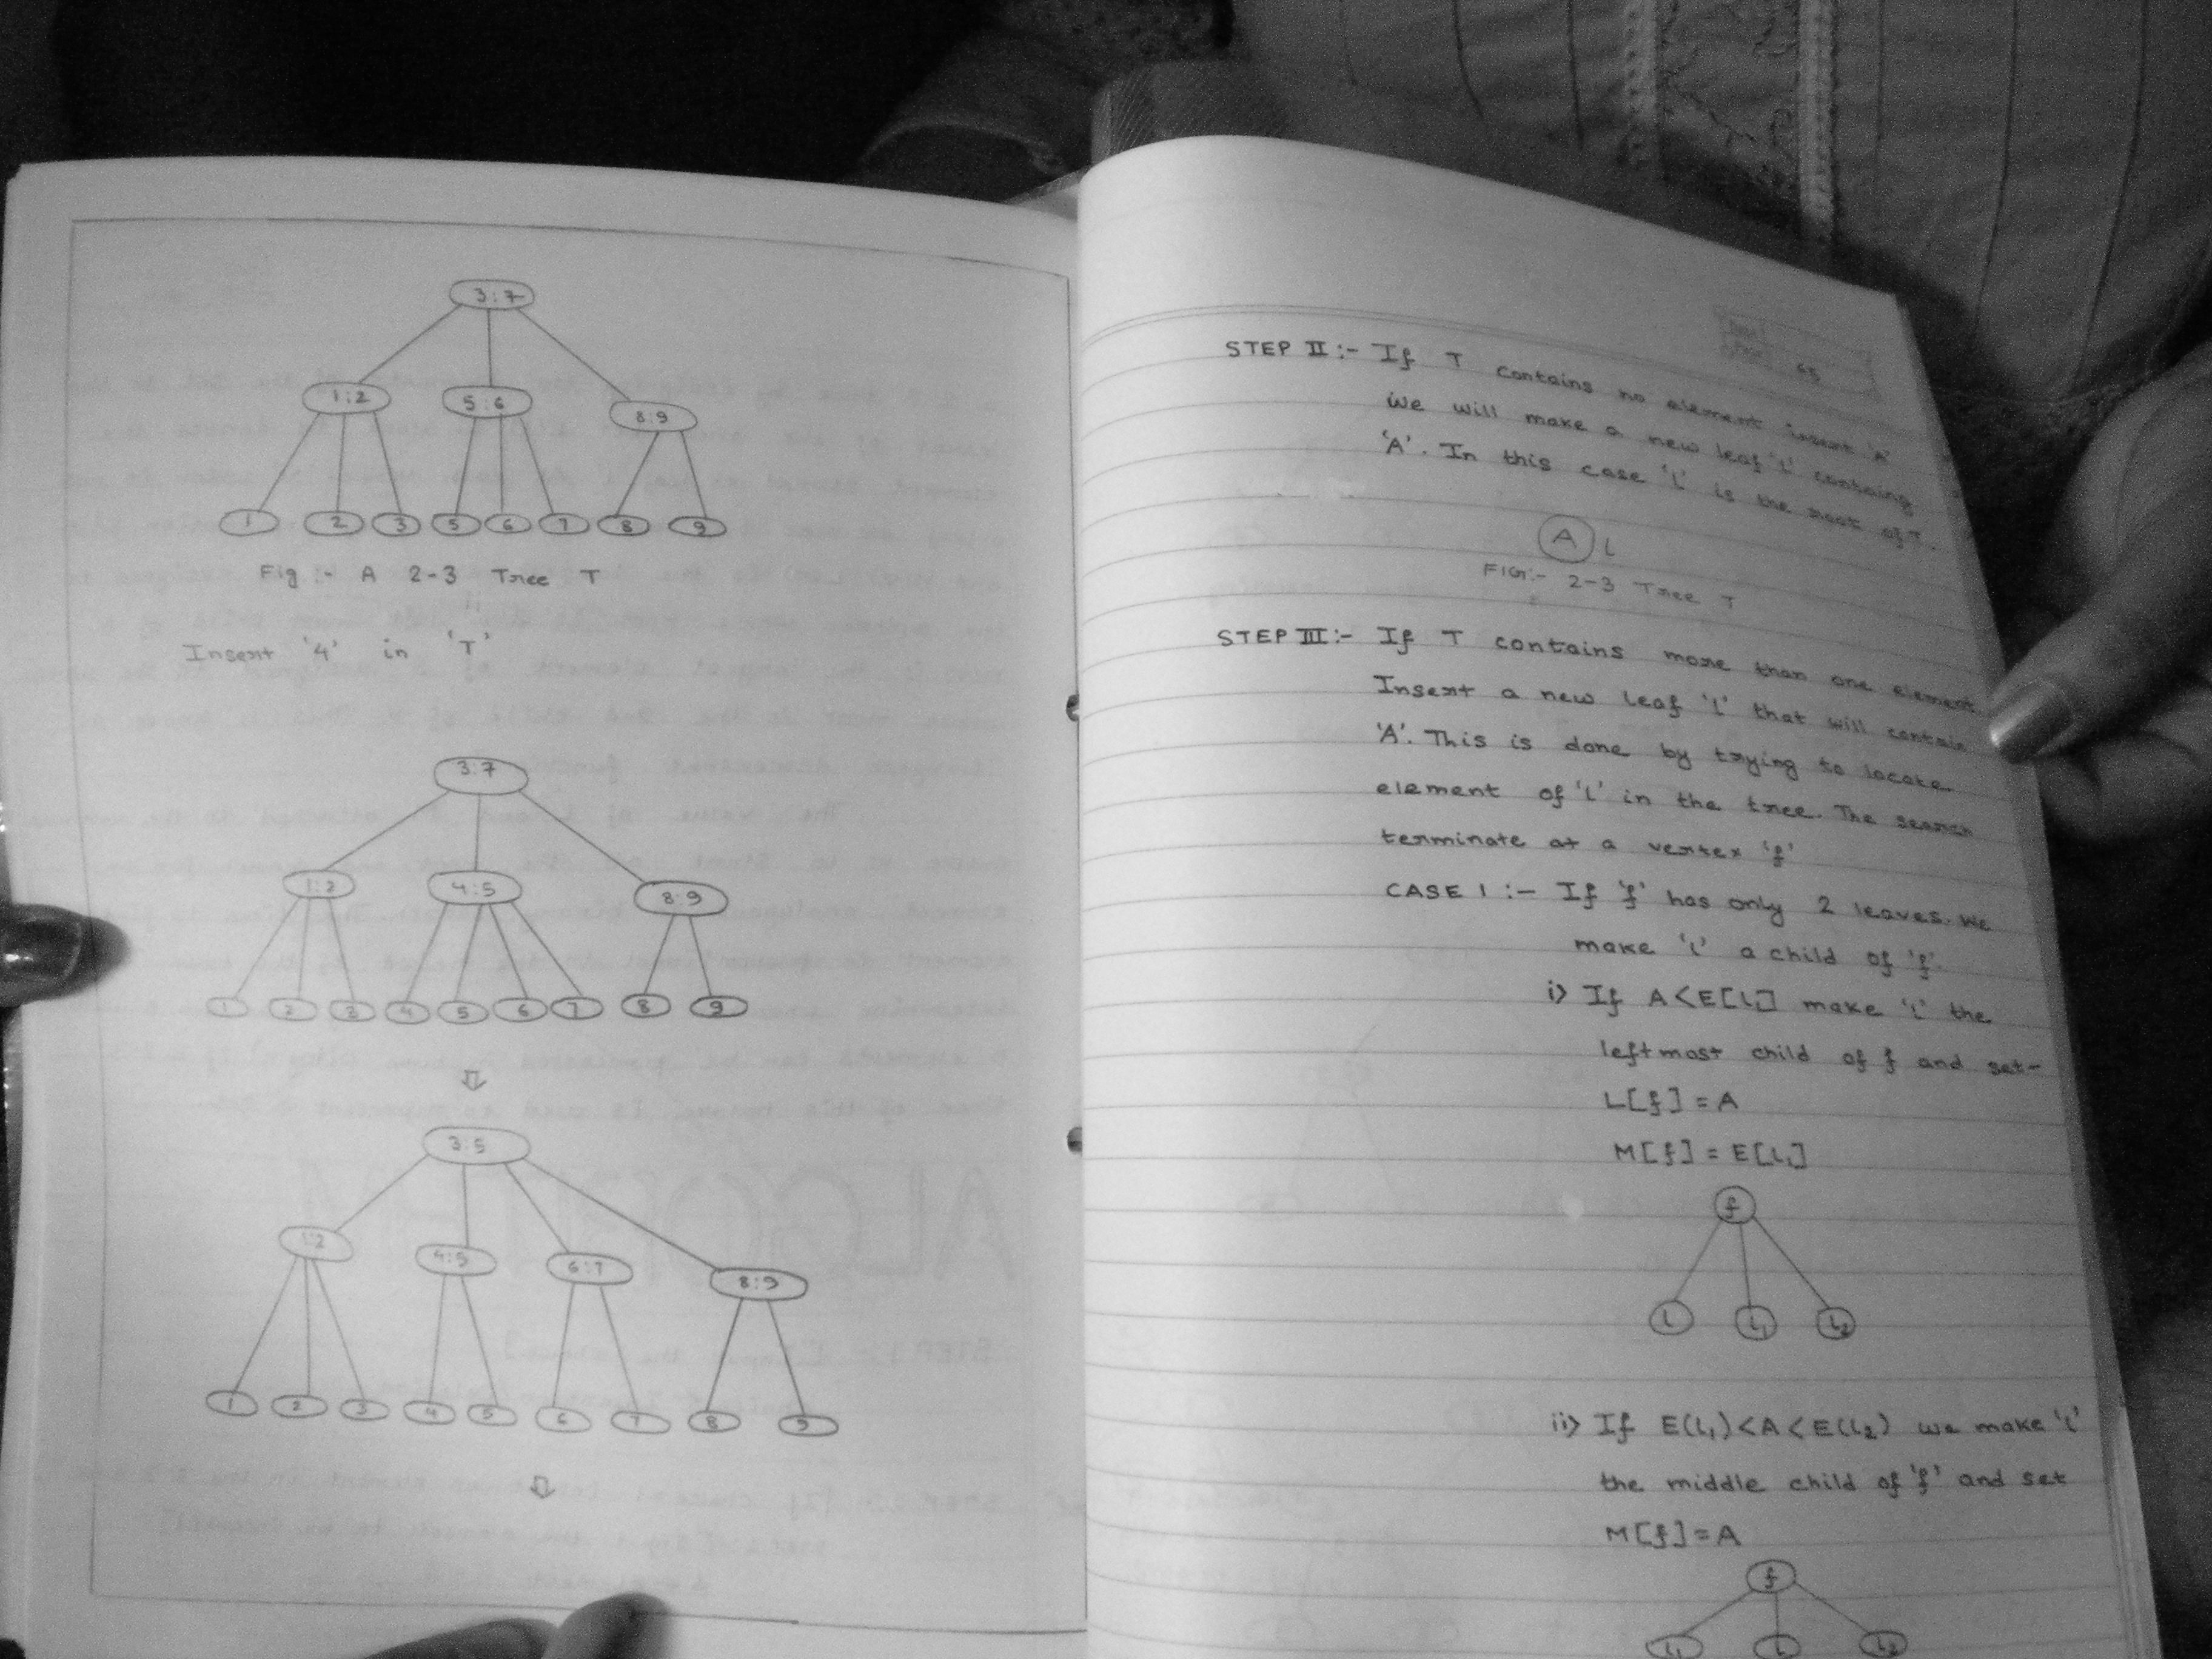 3:7
1:2 5:6 8:9
1 2 3 5 6 7 8 9
Fig :- A 2-3 Tree T
Insert '4' in 'T'
3:7
1:2 4:5 8:9
1 2 3 4 5 6 7 8 9
3:5
1:2 4:5 6:7 8:9
1 2 3 4 5 6 7 8 9
65
STEP II :- If T contains no element insert 'A'
we will make a new leaf 'l' containg
'A'. In this case 'l' is the root of T.
A L
FIG:- 2-3 Tree T
STEP III :- If T contains more than one element
Insert a new leaf 'l' that will contain
'A'. This is done by trying to locate
element of 'l' in the tree. The search
terminate at a vertex 'f'
CASE 1 :- If 'f' has only 2 leaves. We
make 'l' a child of 'f'.
i> If A<E[l] make 'l' the
leftmost child of f and set-
L[f] = A
M[f] = E[l₁]
f
L L₁ L₂
ii> If E(l₁)<A<E(l₂) we make 'l'
the middle child of 'f' and set
M[f]=A
f
L₁ L L₂